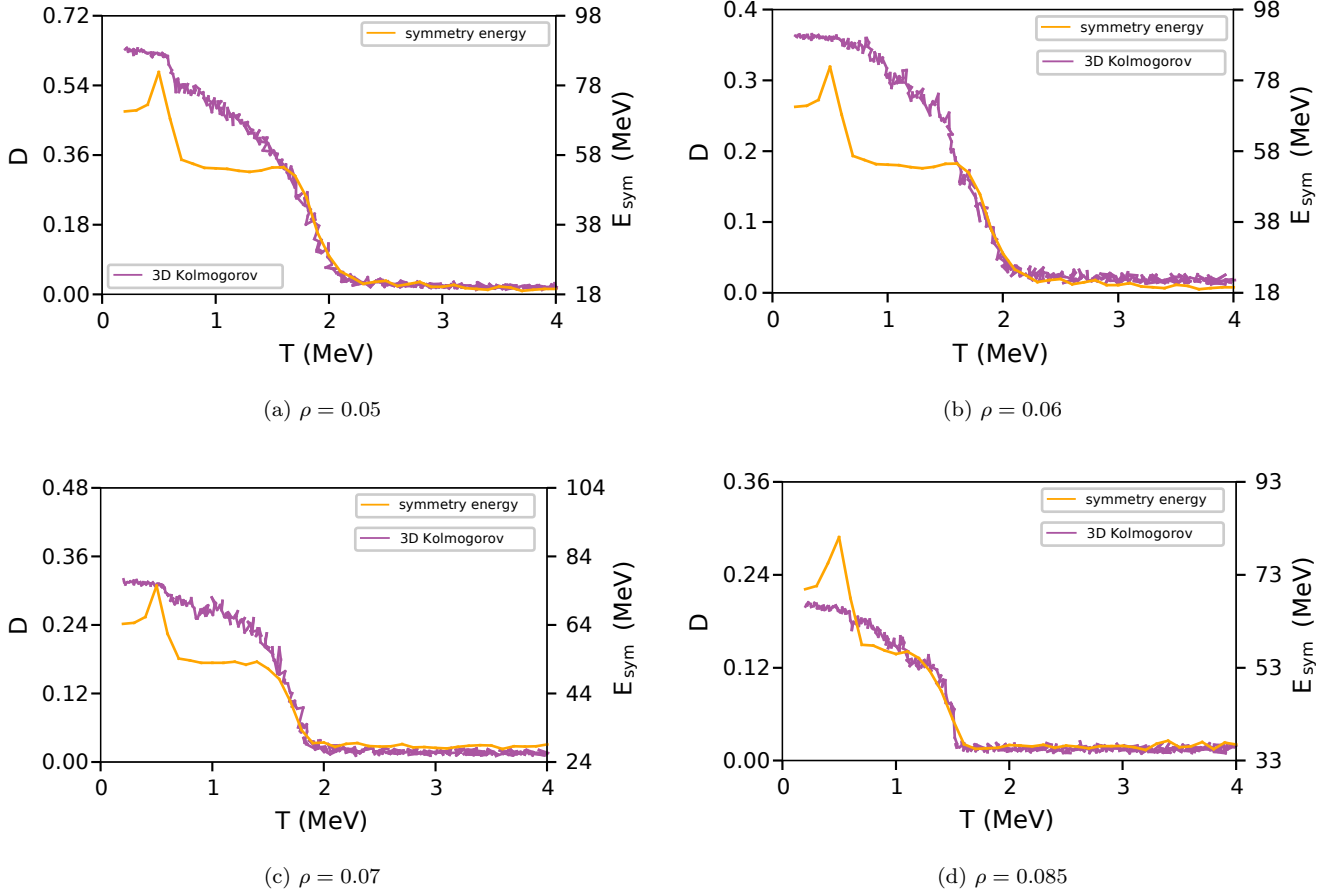 0.72
0.54
0.36
0.18
0.00
D
98
78
58
38
18
E_sym (MeV)
symmetry energy
3D Kolmogorov
0 1 2 3 4
T (MeV)
(a) ρ = 0.05
0.4
0.3
0.2
0.1
0.0
D
98
78
58
38
18
E_sym (MeV)
symmetry energy
3D Kolmogorov
0 1 2 3 4
T (MeV)
(b) ρ = 0.06
0.48
0.36
0.24
0.12
0.00
D
104
84
64
44
24
E_sym (MeV)
symmetry energy
3D Kolmogorov
0 1 2 3 4
T (MeV)
(c) ρ = 0.07
0.36
0.24
0.12
0.00
D
93
73
53
33
E_sym (MeV)
symmetry energy
3D Kolmogorov
0 1 2 3 4
T (MeV)
(d) ρ = 0.085